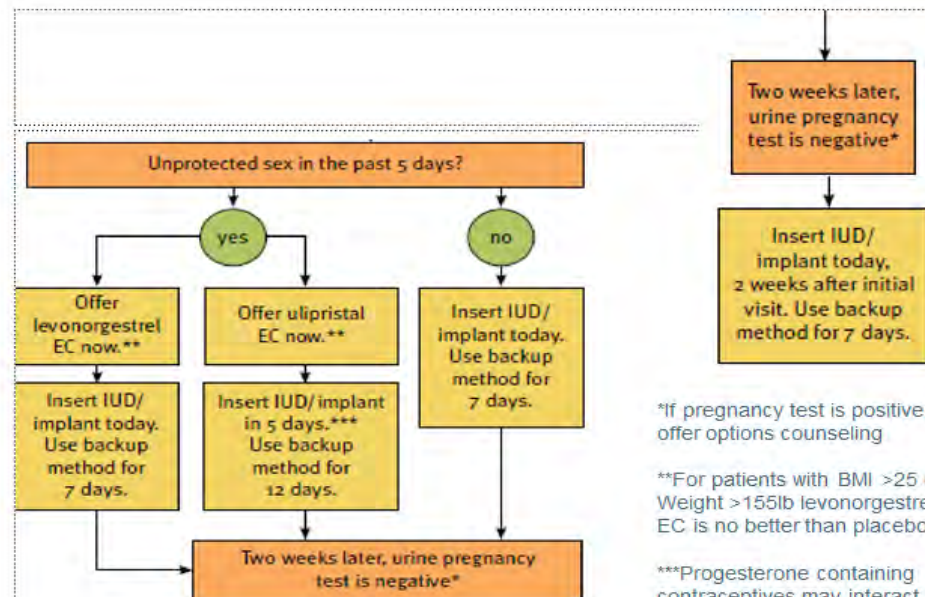 Two weeks later,
urine pregnancy
test is negative*
Unprotected sex in the past 5 days?
yes
no
Insert IUD/
implant today,
2 weeks after initial
visit. Use backup
method for 7 days.
Offer
levonorgestrel
EC now.**
Offer ulipristal
EC now.**
Insert IUD/
implant today.
Use backup
method for
7 days.
Insert IUD/
implant today.
Use backup
method for
7 days.
Insert IUD/implant
in 5 days.***
Use backup
method for
12 days.
Two weeks later, urine pregnancy
test is negative*
*If pregnancy test is positive
offer options counseling
**For patients with BMI >25
Weight >155lb levonorgestre
EC is no better than placebo
***Progesterone containing
contraceptives may interact